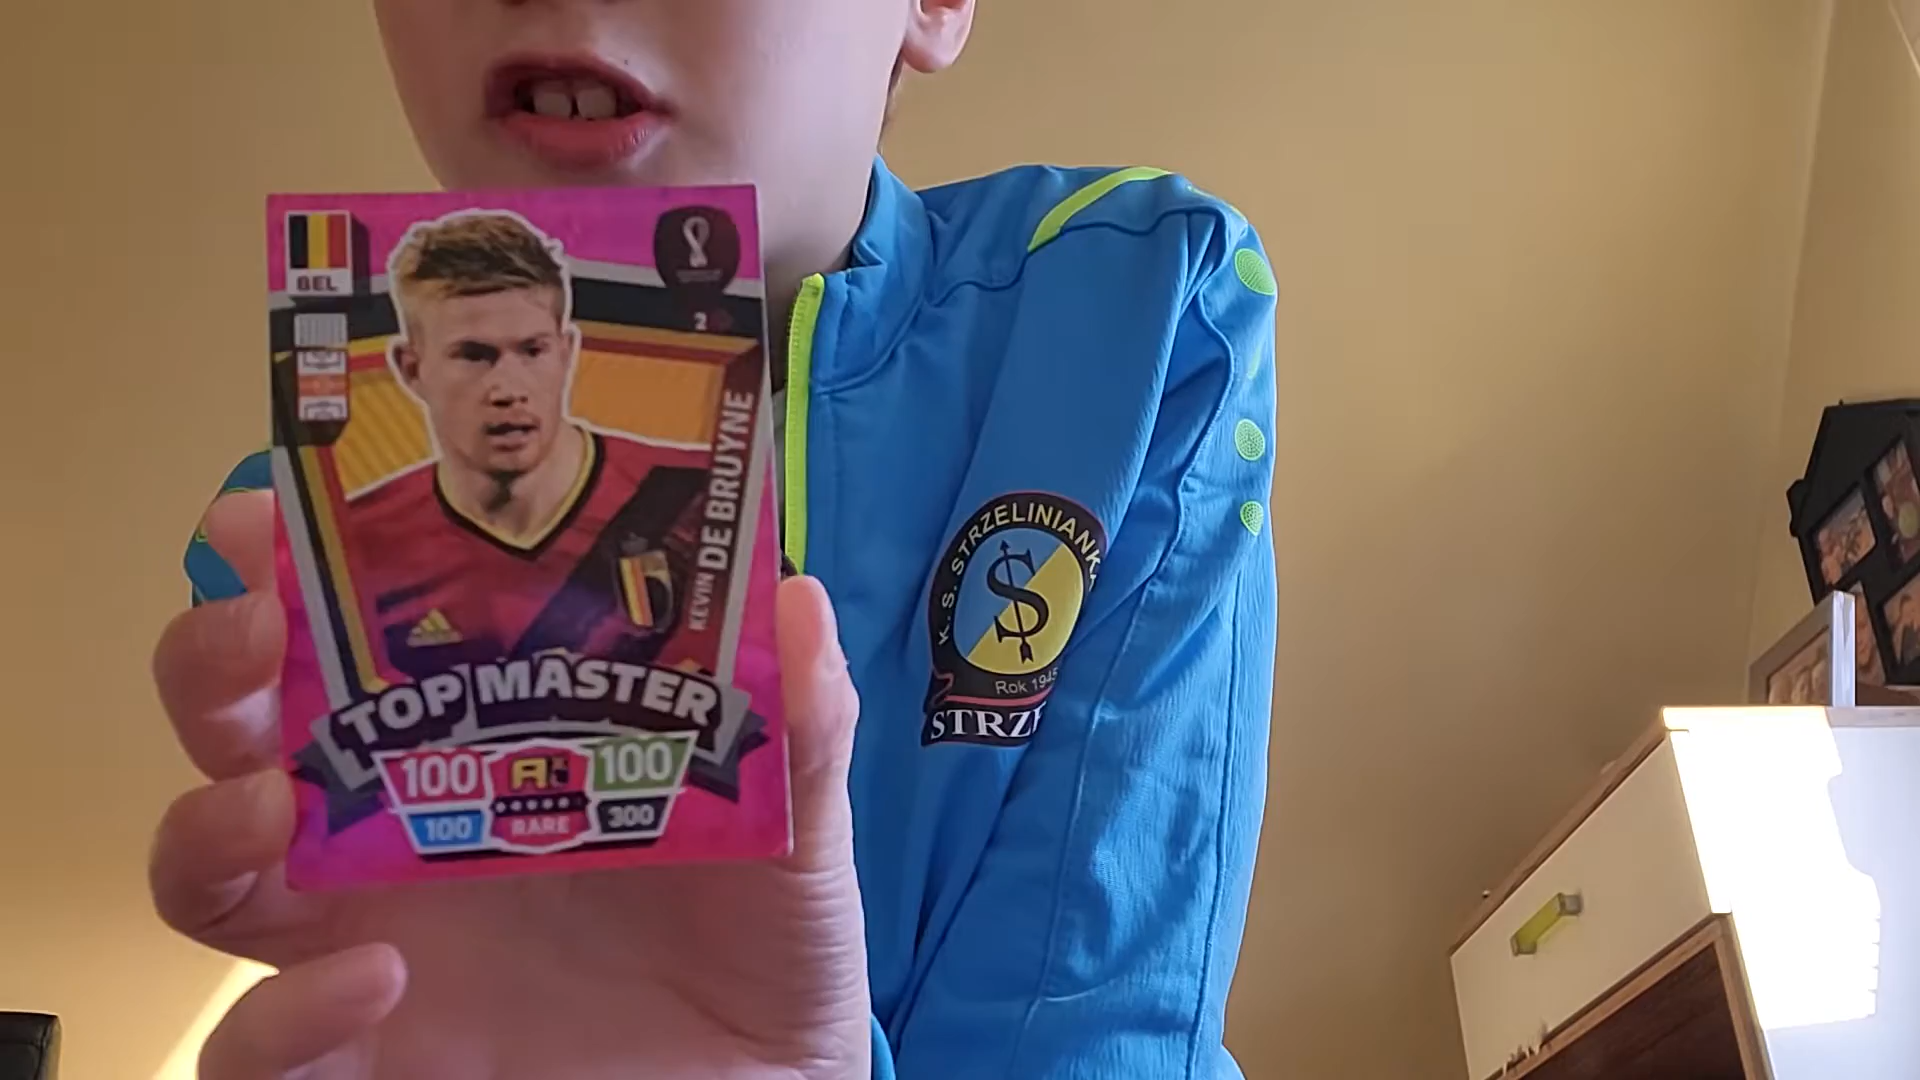 BEL
2
KEVIN DE BRUYNE
TOP MASTER
100
100
100
RARE
300
K. S. STRZELINIANKA
S
Rok 1945
STRZE